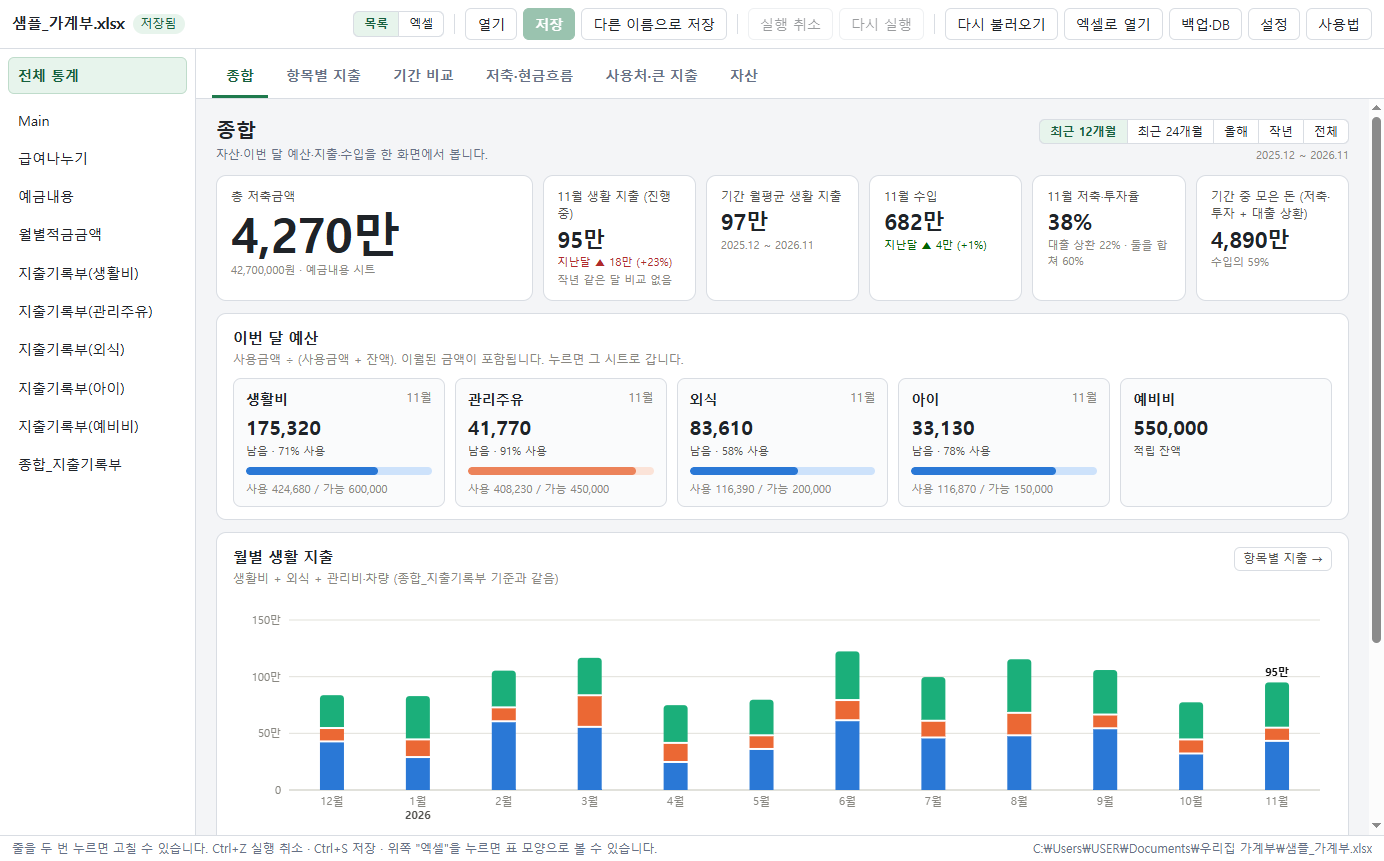 샘플_가계부.xlsx 저장됨 목록 엑셀 열기 저장 다른 이름으로 저장 실행 취소 다시 실행 다시 불러오기 엑셀로 열기 백업·DB 설정 사용법
전체 통계
Main
급여나누기
예금내용
월별적금금액
지출기록부(생활비)
지출기록부(관리주유)
지출기록부(외식)
지출기록부(아이)
지출기록부(예비비)
종합_지출기록부
종합 항목별 지출 기간 비교 저축·현금흐름 사용처·큰 지출 자산
종합
자산·이번 달 예산·지출·수입을 한 화면에서 봅니다.
최근 12개월 최근 24개월 올해 작년 전체
2025.12 ~ 2026.11
총 저축금액
4,270만
42,700,000원 · 예금내용 시트
11월 생활 지출 (진행
중)
95만
지난달 ▲ 18만 (+23%)
작년 같은 달 비교 없음
기간 월평균 생활 지출
97만
2025.12 ~ 2026.11
11월 수입
682만
지난달 ▲ 4만 (+1%)
11월 저축·투자율
38%
대출 상환 22% · 둘을 합
쳐 60%
기간 중 모은 돈 (저축·
투자 + 대출 상환)
4,890만
수입의 59%
이번 달 예산
사용금액 ÷ (사용금액 + 잔액). 이월된 금액이 포함됩니다. 누르면 그 시트로 갑니다.
생활비 11월
175,320
남음 · 71% 사용
사용 424,680 / 가능 600,000
관리주유 11월
41,770
남음 · 91% 사용
사용 408,230 / 가능 450,000
외식 11월
83,610
남음 · 58% 사용
사용 116,390 / 가능 200,000
아이 11월
33,130
남음 · 78% 사용
사용 116,870 / 가능 150,000
예비비
550,000
적립 잔액
월별 생활 지출
생활비 + 외식 + 관리비·차량 (종합_지출기록부 기준과 같음)
항목별 지출 →
150만
100만
50만
0
95만
12월 1월 2월 3월 4월 5월 6월 7월 8월 9월 10월 11월
2026
줄을 두 번 누르면 고칠 수 있습니다. Ctrl+Z 실행 취소 · Ctrl+S 저장 · 위쪽 "엑셀"을 누르면 표 모양으로 볼 수 있습니다.
C:₩Users₩USER₩Documents₩우리집 가계부₩샘플_가계부.xlsx